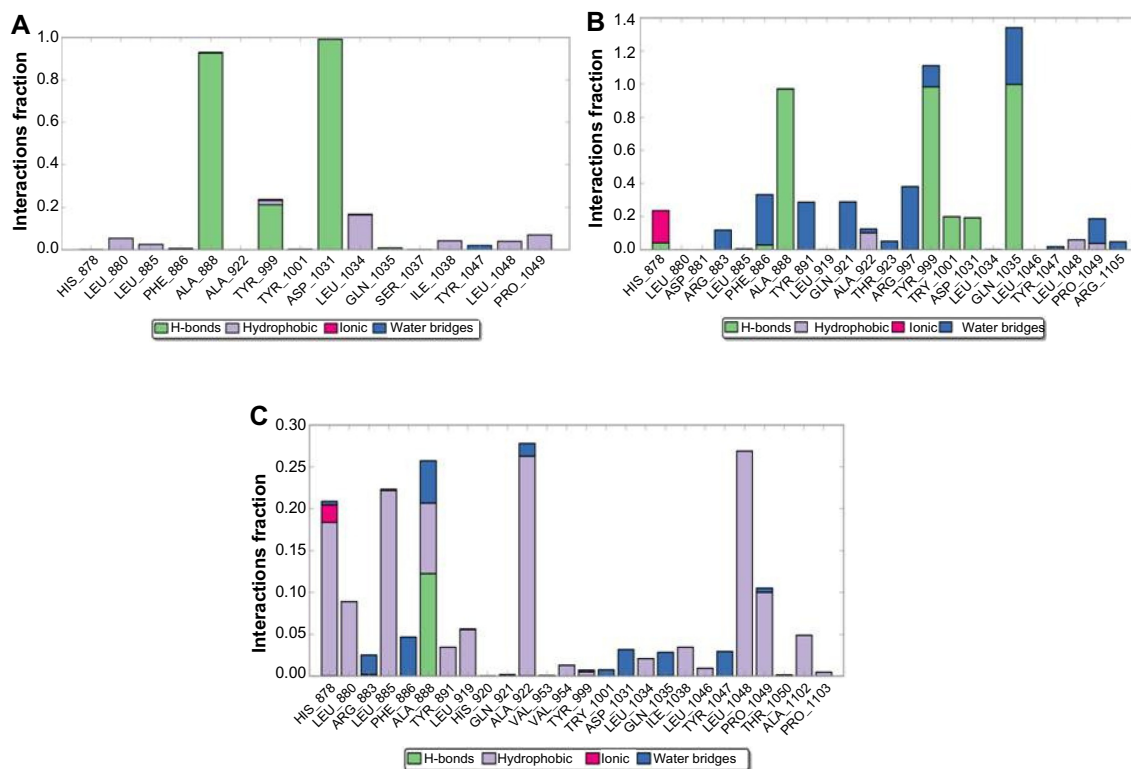 A
Interactions fraction
1.0
0.8
0.6
0.4
0.2
0.0
HIS_878
LEU_880
LEU_885
PHE_886
ALA_888
ALA_922
TYR_999
TYR_1001
ASP_1031
LEU_1034
GLN_1035
SER_1037
ILE_1038
TYR_1047
LEU_1048
PRO_1049
H-bonds Hydrophobic Ionic Water bridges
B
Interactions fraction
1.4
1.2
1.0
0.8
0.6
0.4
0.2
0.0
HIS_878
LEU_880
ASP_881
ARG_883
LEU_885
PHE_886
ALA_888
TYR_891
LEU_919
GLN_921
ALA_922
THR_923
ARG_997
TYR_999
TRY_1001
ASP_1031
LEU_1034
GLN_1035
LEU_1046
TYR_1047
LEU_1048
PRO_1049
ARG_1105
H-bonds Hydrophobic Ionic Water bridges
C
Interactions fraction
0.30
0.25
0.20
0.15
0.10
0.05
0.00
HIS_878
LEU_880
ARG_883
LEU_885
PHE_886
ALA_888
TYR_891
LEU_919
HIS_920
GLN_921
ALA_922
VAL_953
VAL_954
TYR_999
TRY_1001
ASP_1031
LEU_1034
GLN_1035
ILE_1038
LEU_1046
TYR_1047
LEU_1048
PRO_1049
THR_1050
ALA_1102
PRO_1103
H-bonds Hydrophobic Ionic Water bridges